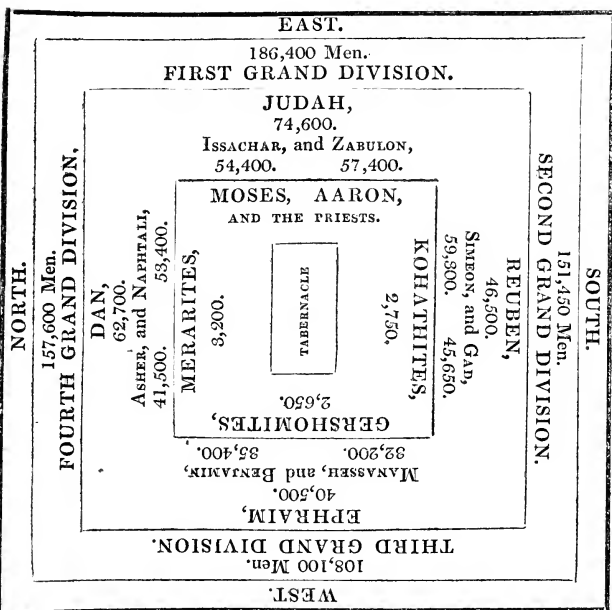 EAST.
186,400 Men.
FIRST GRAND DIVISION.
JUDAH,
74,600.
ISSACHAR, and ZABULON,
54,400. 57,400.
MOSES, AARON,
AND THE PRIESTS.
TABERNACLE
SOUTH.
151,450 Men.
SECOND GRAND DIVISION.
REUBEN,
46,500.
SIMEON, and GAD,
59,300. 45,650.
KOHATHITES,
2,750.
WEST.
108,100 Men.
THIRD GRAND DIVISION.
EPHRAIM,
40,500.
MANASSEH, and BENJAMIN,
32,200. 35,400.
GERSHOMITES,
2,650.
NORTH.
157,600 Men.
FOURTH GRAND DIVISION.
DAN,
62,700.
ASHER, and NAPHTALI,
41,500. 53,400.
MERARITES,
3,200.